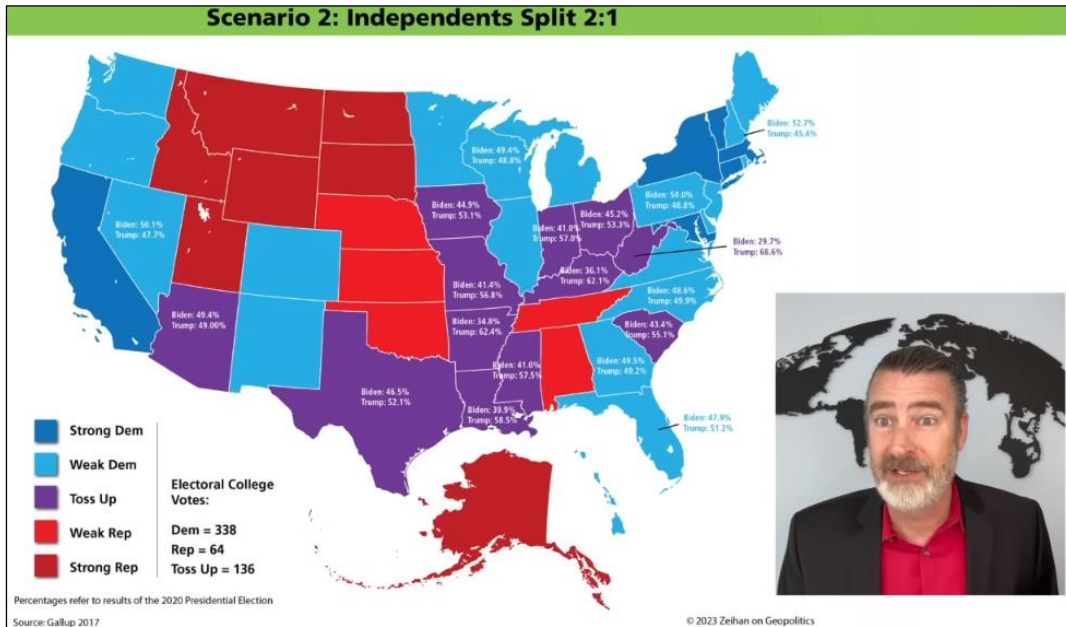 Scenario 2: Independents Split 2:1
Biden: 52.7%
Trump: 45.4%
Biden: 49.4%
Trump: 48.8%
Biden: 50.0%
Trump: 48.8%
Biden: 44.9%
Trump: 53.1%
Biden: 41.0%
Trump: 57.0%
Biden: 45.2%
Trump: 53.3%
Biden: 50.1%
Trump: 47.7%
Biden: 29.7%
Trump: 68.6%
Biden: 36.1%
Trump: 62.1%
Biden: 41.4%
Trump: 56.8%
Biden: 48.6%
Trump: 49.9%
Biden: 49.4%
Trump: 49.00%
Biden: 34.8%
Trump: 62.4%
Biden: 43.4%
Trump: 55.1%
Biden: 41.0%
Trump: 57.5%
Biden: 49.5%
Trump: 49.2%
Biden: 46.5%
Trump: 52.1%
Biden: 39.9%
Trump: 58.5%
Biden: 47.9%
Trump: 51.2%
Strong Dem
Weak Dem
Toss Up
Weak Rep
Strong Rep
Electoral College
Votes:
Dem = 338
Rep = 64
Toss Up = 136
Percentages refer to results of the 2020 Presidential Election
Source: Gallup 2017
© 2023 Zeihan on Geopolitics